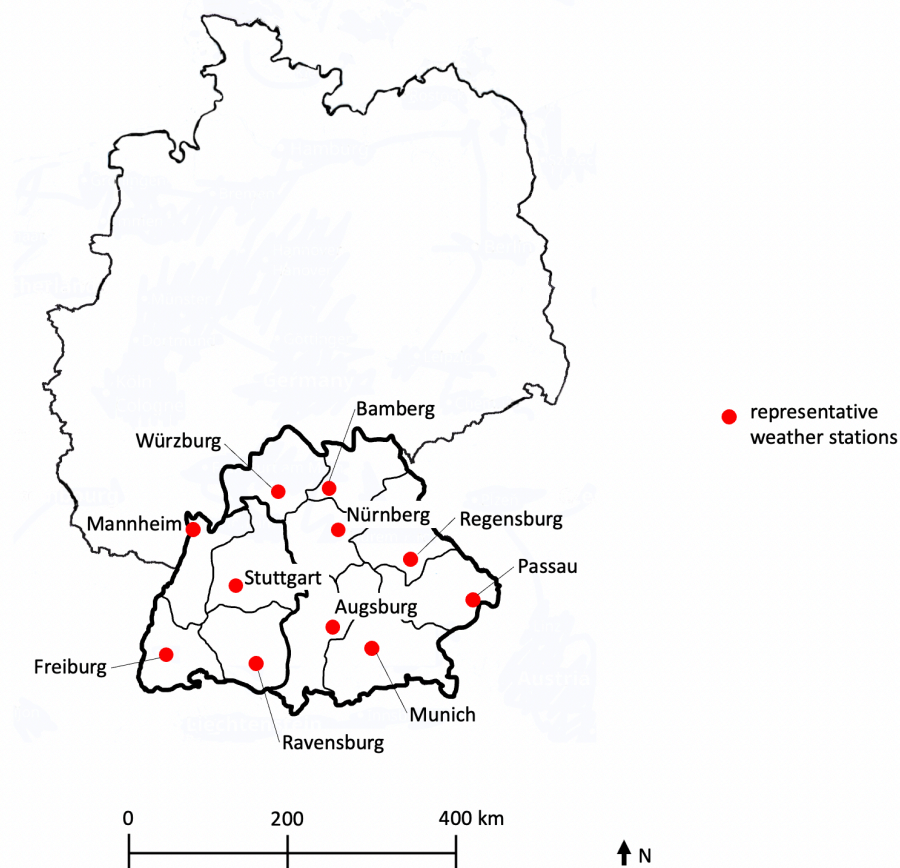 Bamberg
Würzburg
representative
weather stations
Mannheim
Nürnberg
Regensburg
Passau
Stuttgart
Augsburg
Freiburg
Munich
Ravensburg
0 200 400 km
N